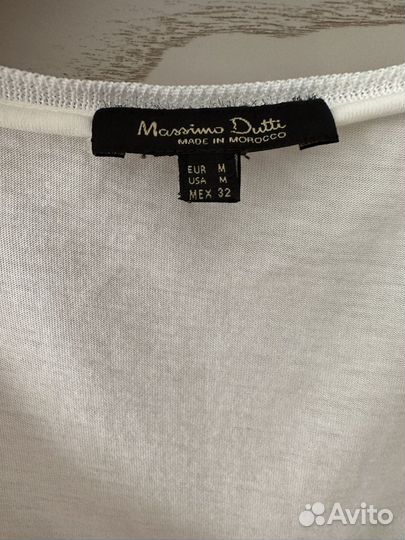 Massimo Dutti
MADE IN MOROCCO
EUR M
USA M
MEX 32
Avito